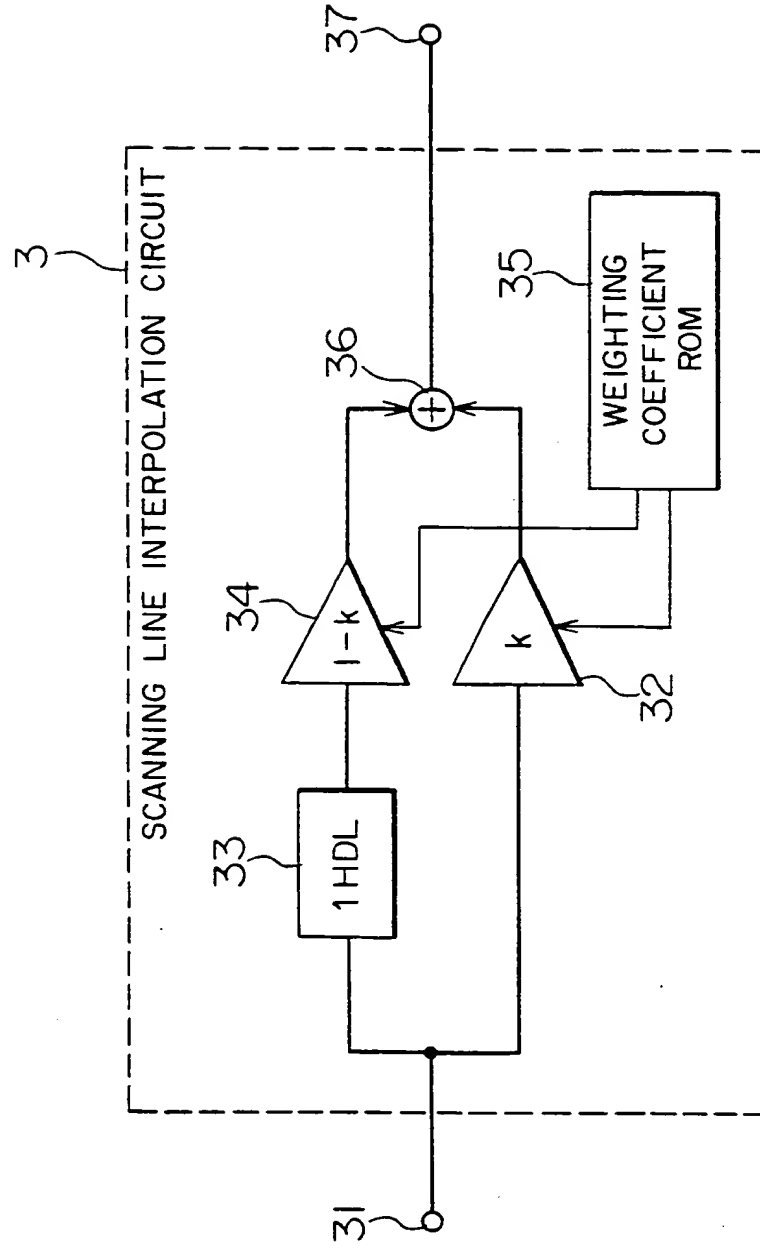 3
SCANNING LINE INTERPOLATION CIRCUIT
31
33
1HDL
34
1-k
k
32
36
35
WEIGHTING
COEFFICIENT
ROM
37